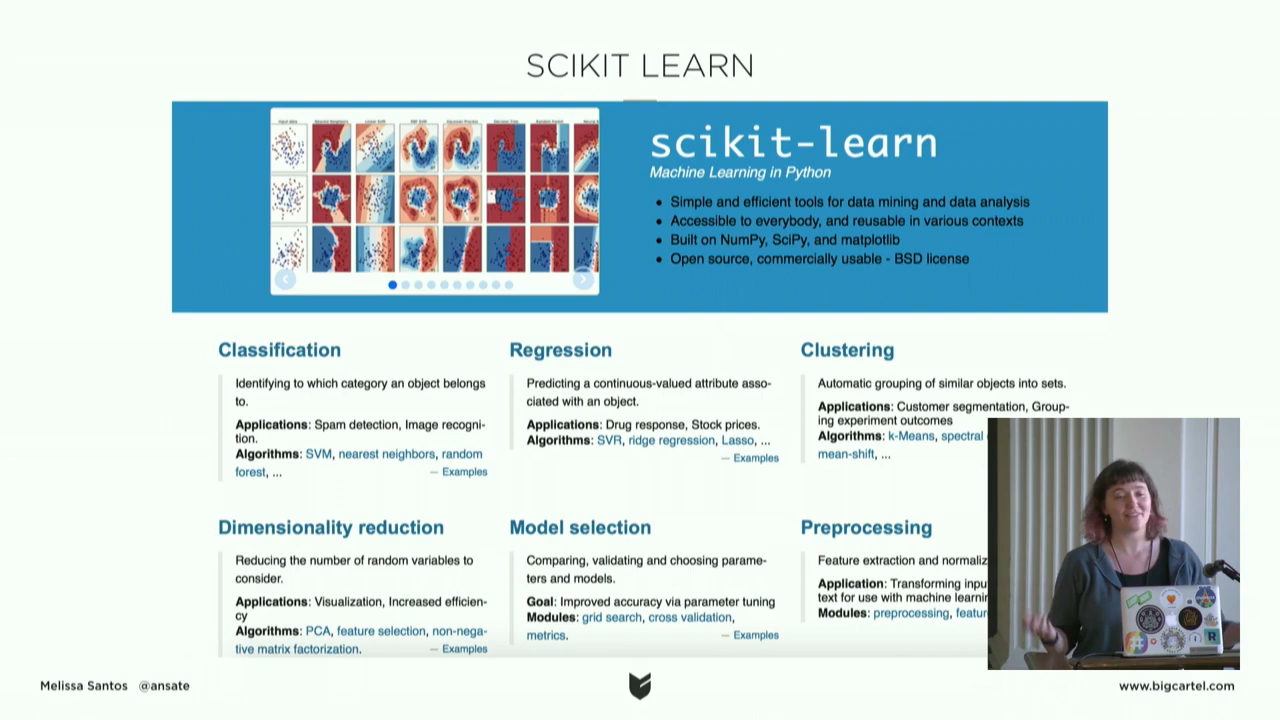 SCIKIT LEARN
scikit-learn
Machine Learning in Python
Simple and efficient tools for data mining and data analysis
Accessible to everybody, and reusable in various contexts
Built on NumPy, SciPy, and matplotlib
Open source, commercially usable - BSD license
Classification
Identifying to which category an object belongs
to.
Applications: Spam detection, Image recogni-
tion.
Algorithms: SVM, nearest neighbors, random
forest, ...
— Examples
Regression
Predicting a continuous-valued attribute asso-
ciated with an object.
Applications: Drug response, Stock prices.
Algorithms: SVR, ridge regression, Lasso, ...
— Examples
Clustering
Automatic grouping of similar objects into sets.
Applications: Customer segmentation, Group-
ing experiment outcomes
Algorithms: k-Means, spectral
mean-shift, ...
Dimensionality reduction
Reducing the number of random variables to
consider.
Applications: Visualization, Increased efficien-
cy
Algorithms: PCA, feature selection, non-nega-
tive matrix factorization.
— Examples
Model selection
Comparing, validating and choosing parame-
ters and models.
Goal: Improved accuracy via parameter tuning
Modules: grid search, cross validation,
metrics.
— Examples
Preprocessing
Feature extraction and
Application: Transforming
text for use with machine
Modules: preprocessing,
Melissa Santos @ansate
www.bigcartel.com